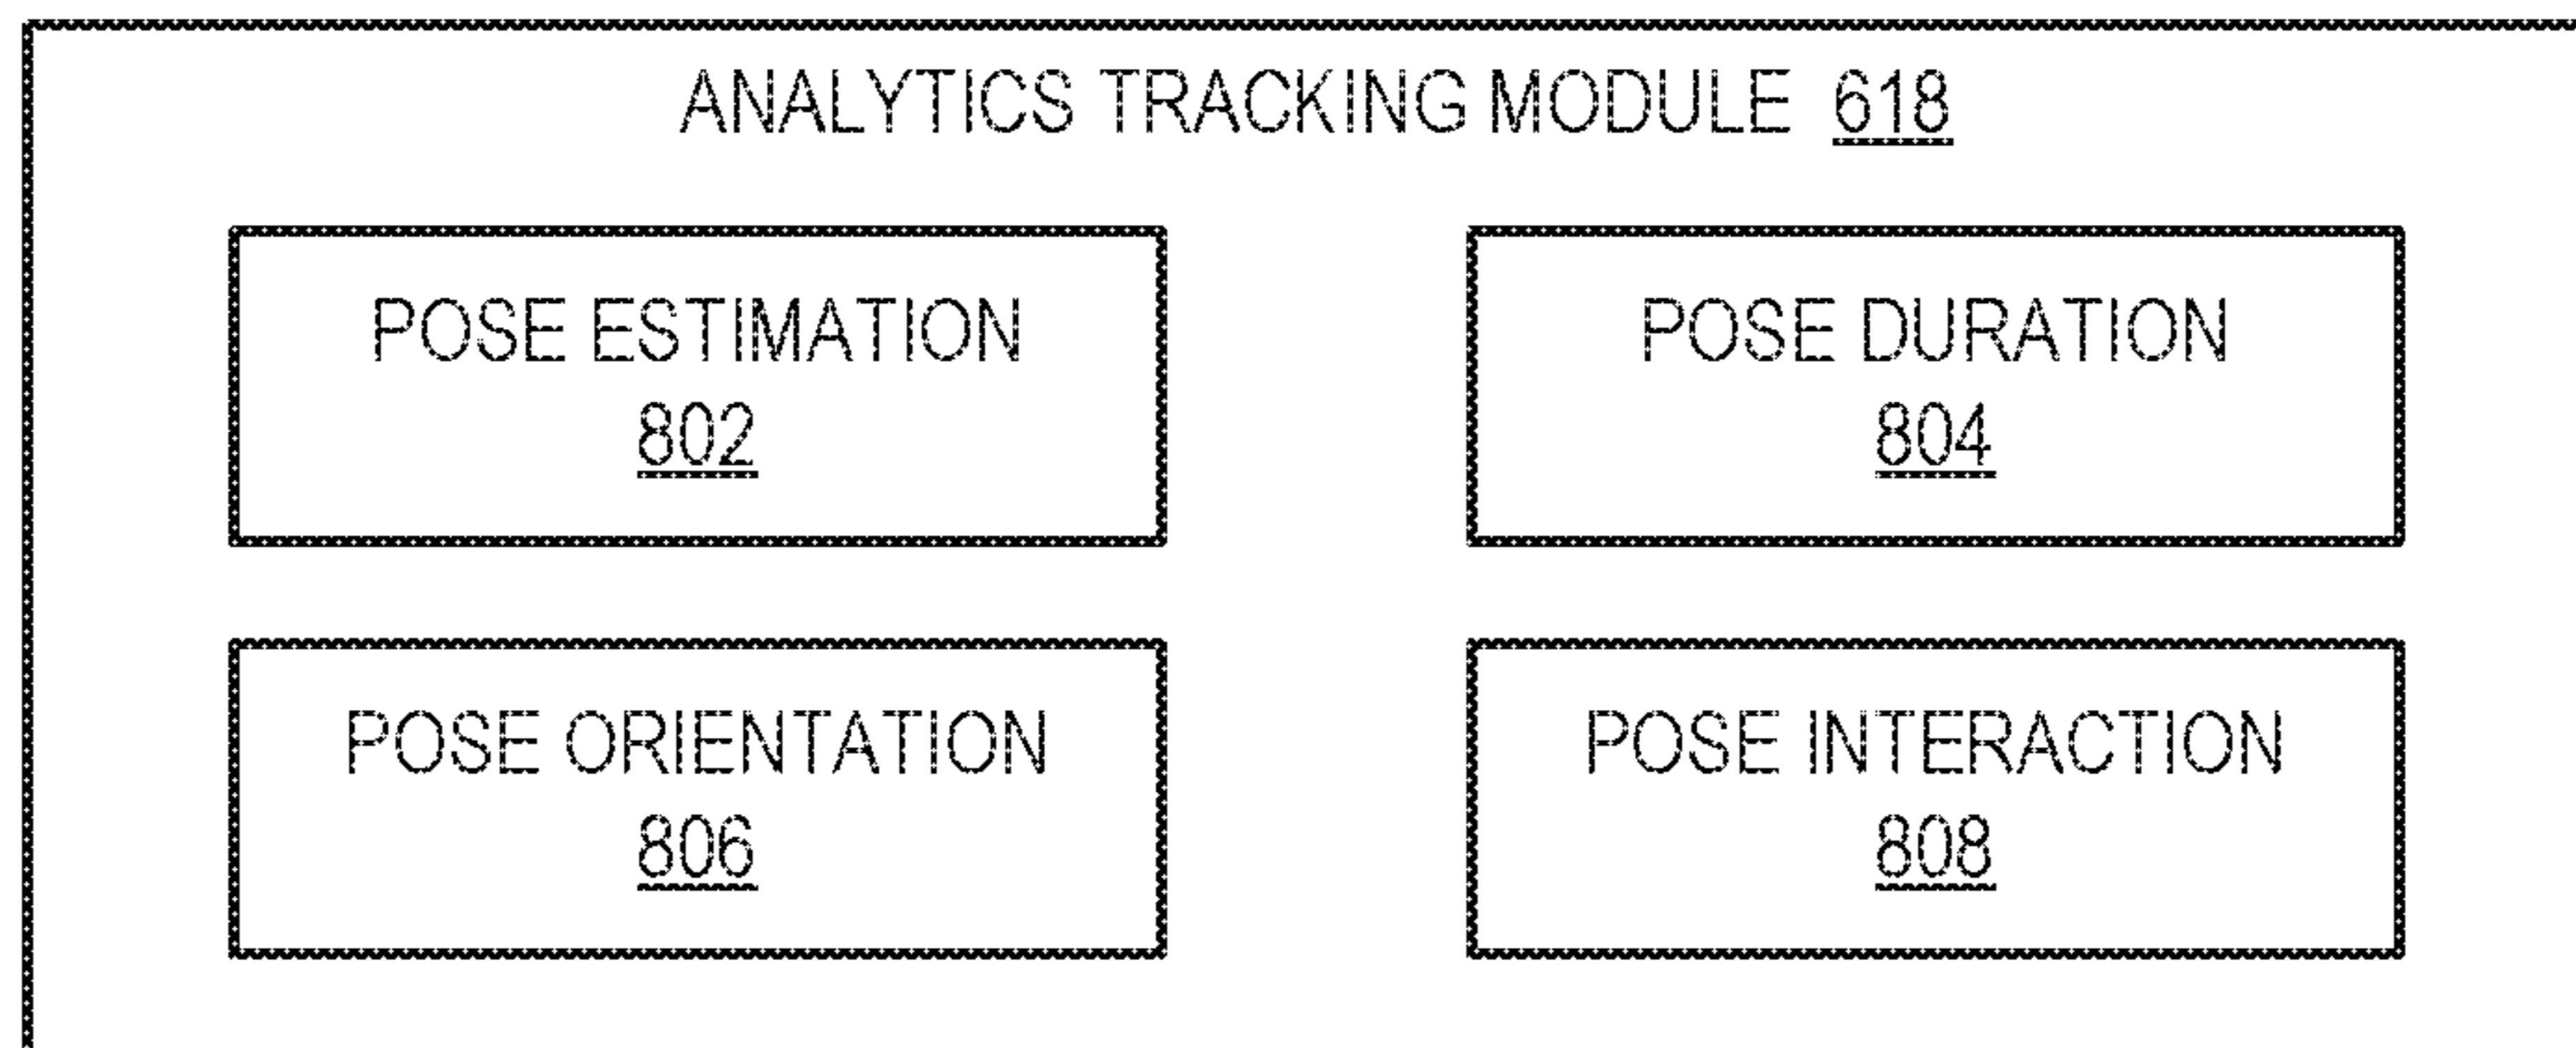 ANALYTICS TRACKING MODULE 618
POSE ESTIMATION
802
POSE DURATION
804
POSE ORIENTATION
806
POSE INTERACTION
808